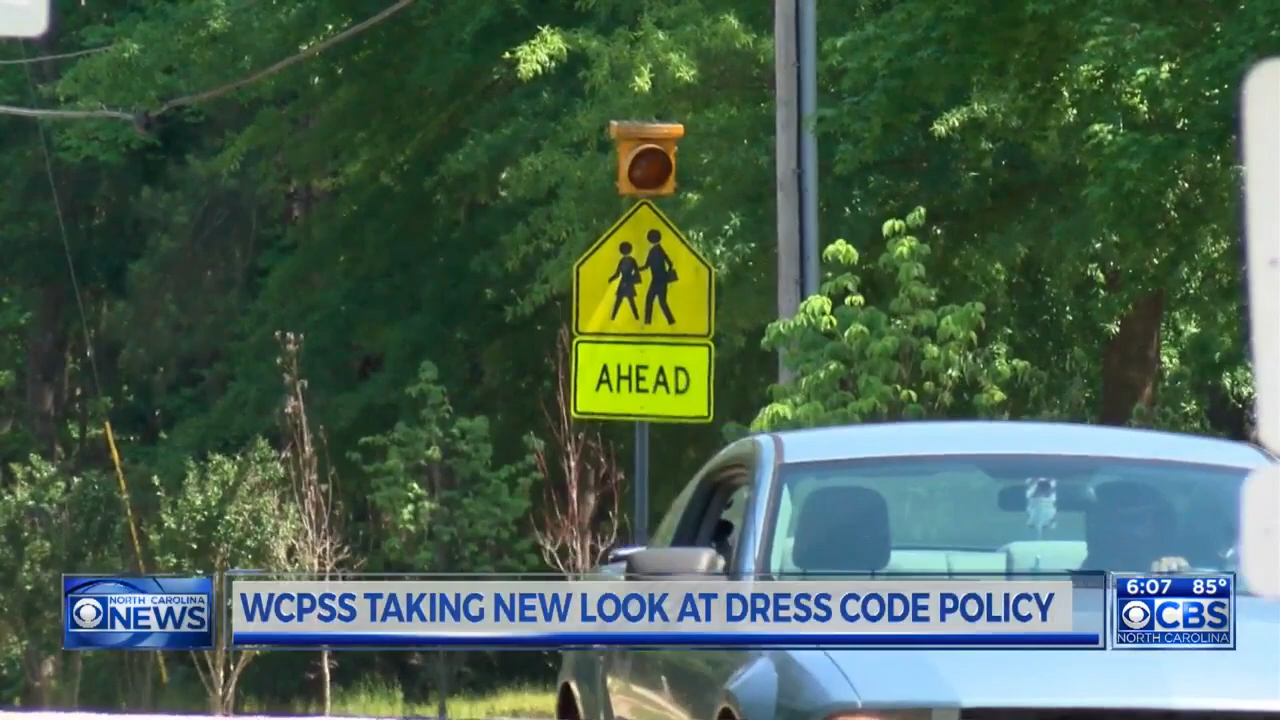 AHEAD
NORTH CAROLINA
NEWS
WCPSS TAKING NEW LOOK AT DRESS CODE POLICY
6:07 85°
CBS
NORTH CAROLINA